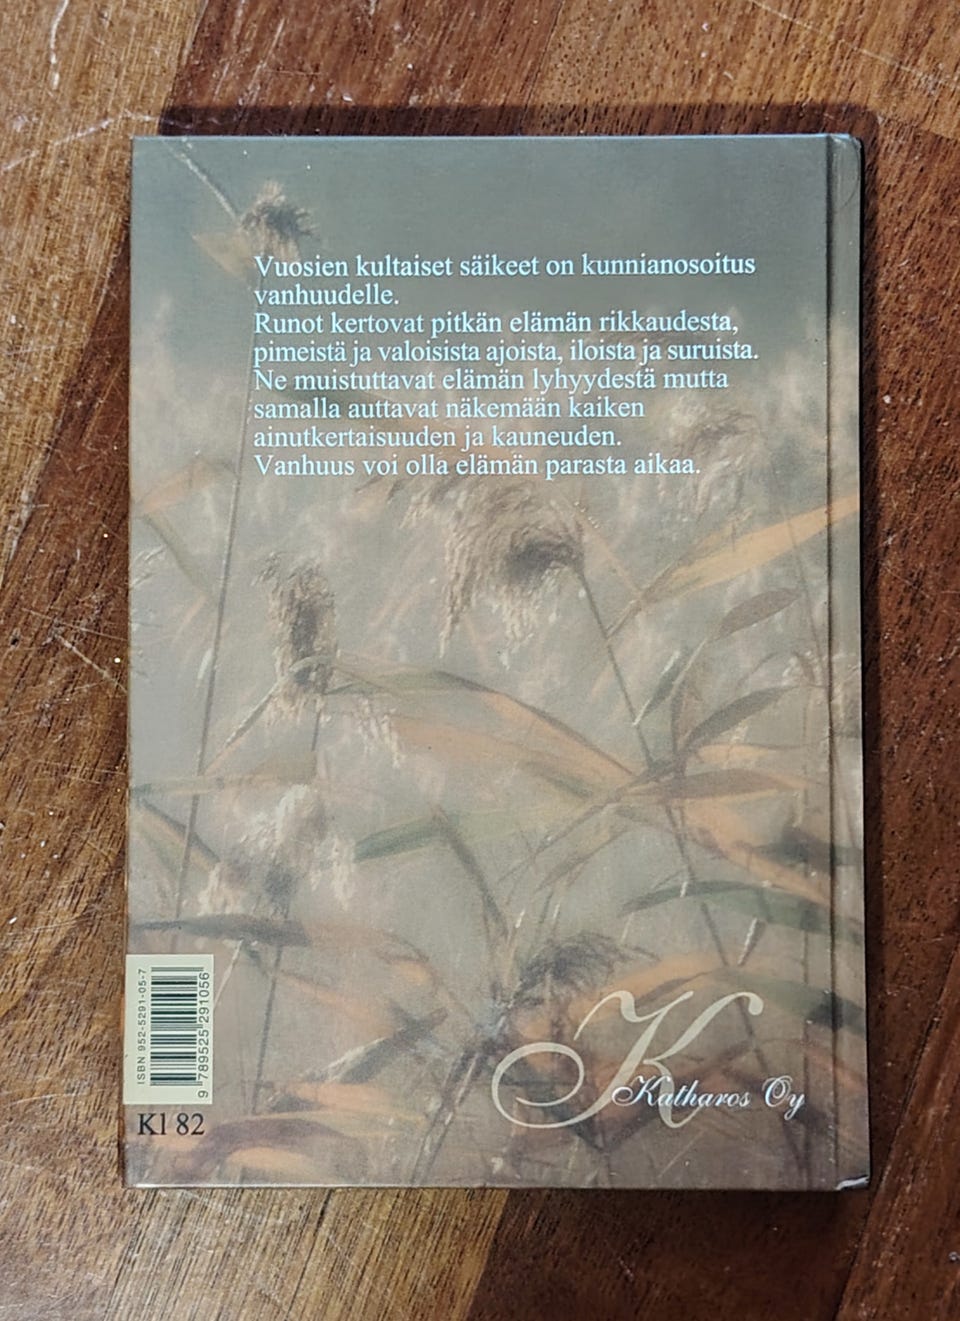 Vuosien kultaiset säikeet on kunnianosoitus
vanhuudelle.
Runot kertovat pitkän elämän rikkaudesta,
pimeistä ja valoisista ajoista, iloista ja suruista.
Ne muistuttavat elämän lyhyydestä mutta
samalla auttavat näkemään kaiken
ainutkertaisuuden ja kauneuden.
Vanhuus voi olla elämän parasta aikaa.
ISBN 952-5291-05-7
9 789525 291056
Kl 82
K
Katharos Oy